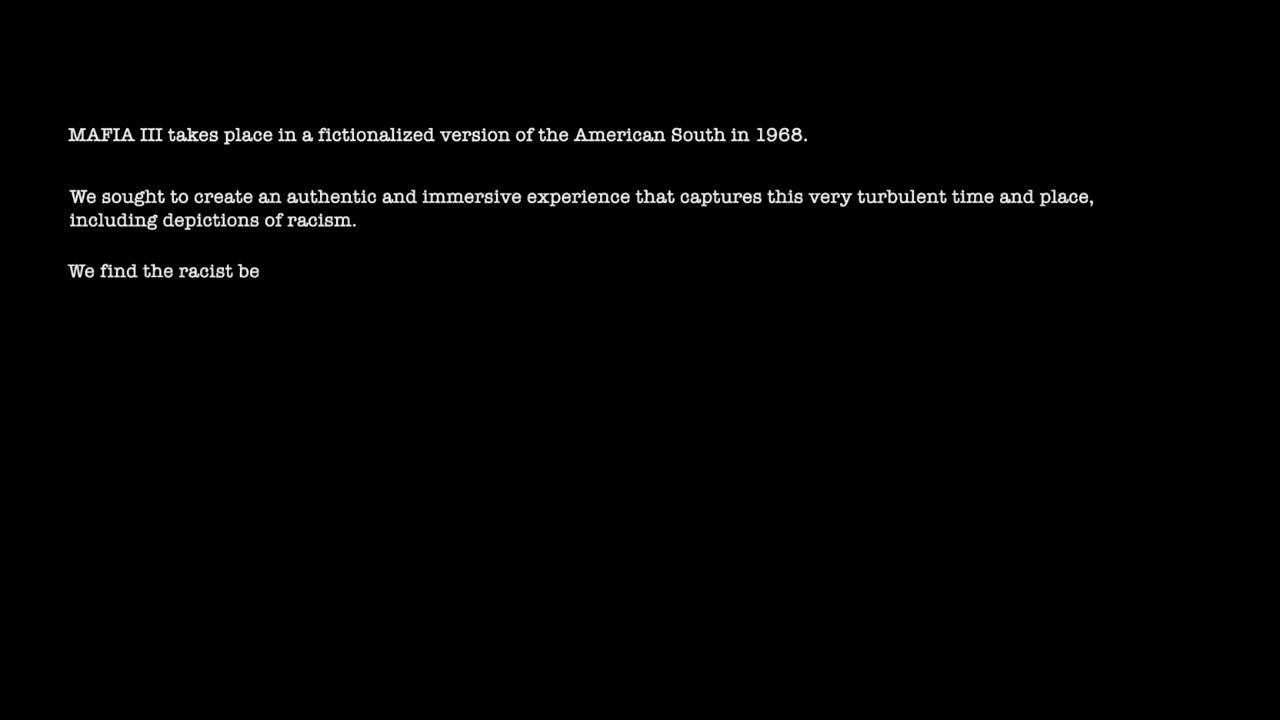 MAFIA III takes place in a fictionalized version of the American South in 1968.
We sought to create an authentic and immersive experience that captures this very turbulent time and place,
including depictions of racism.
We find the racist be